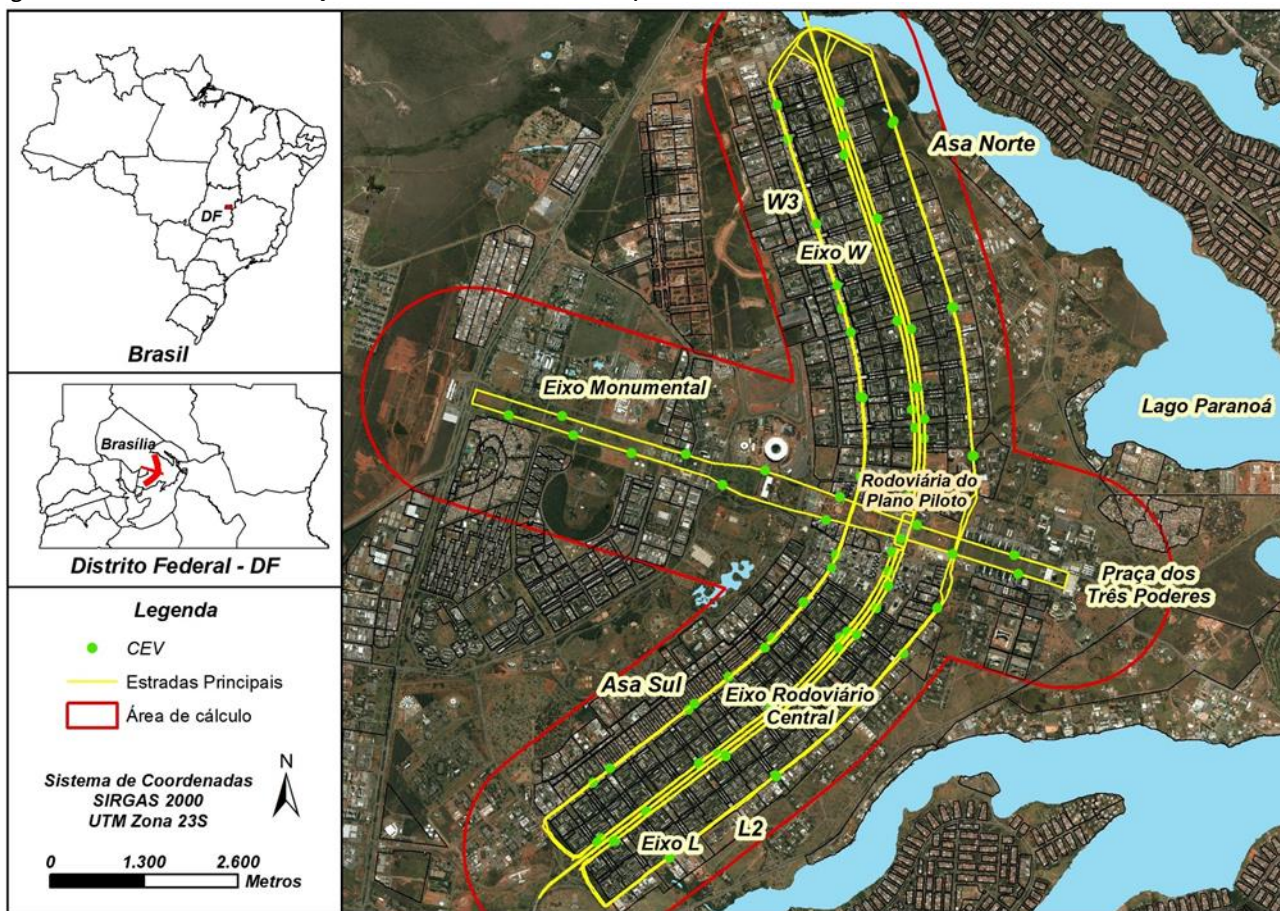 DF
Brasil
Brasília
Distrito Federal - DF
Legenda
CEV
Estradas Principais
Área de cálculo
Sistema de Coordenadas
SIRGAS 2000
UTM Zona 23S
N
0 1.300 2.600
Metros
Asa Norte
W3
Eixo W
Eixo Monumental
Lago Paranoá
Rodoviária do
Plano Piloto
Praça dos
Três Poderes
Asa Sul
Eixo Rodoviário
Central
Eixo L
L2